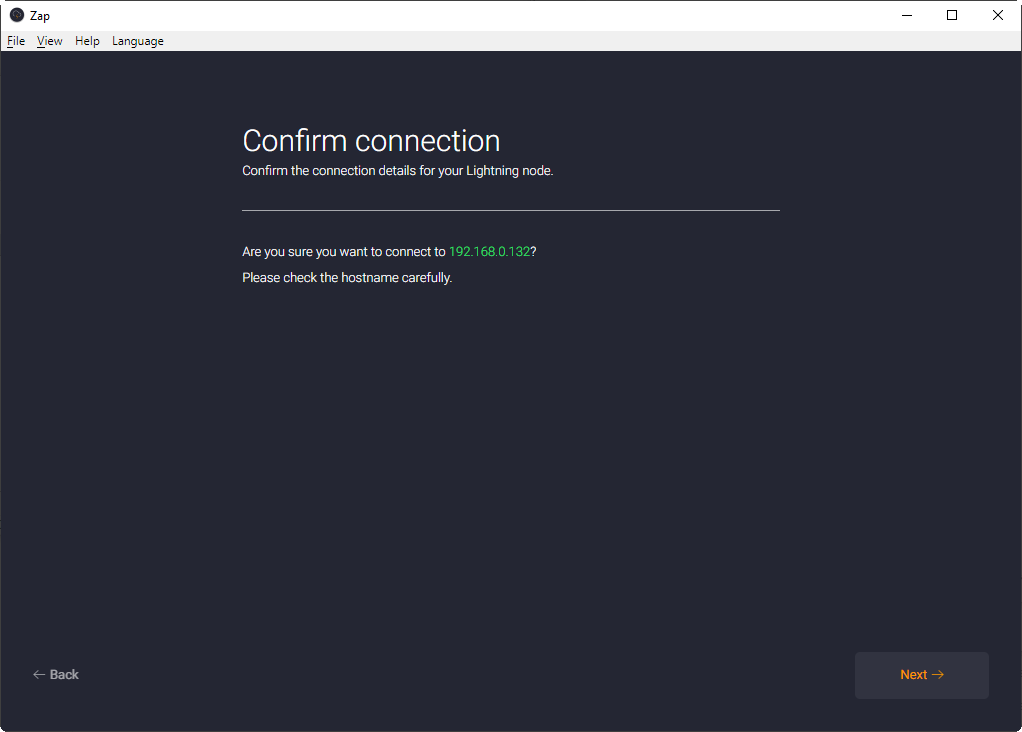 Zap
File View Help Language
Confirm connection
Confirm the connection details for your Lightning node.
Are you sure you want to connect to 192.168.0.132?
Please check the hostname carefully.
← Back
Next →